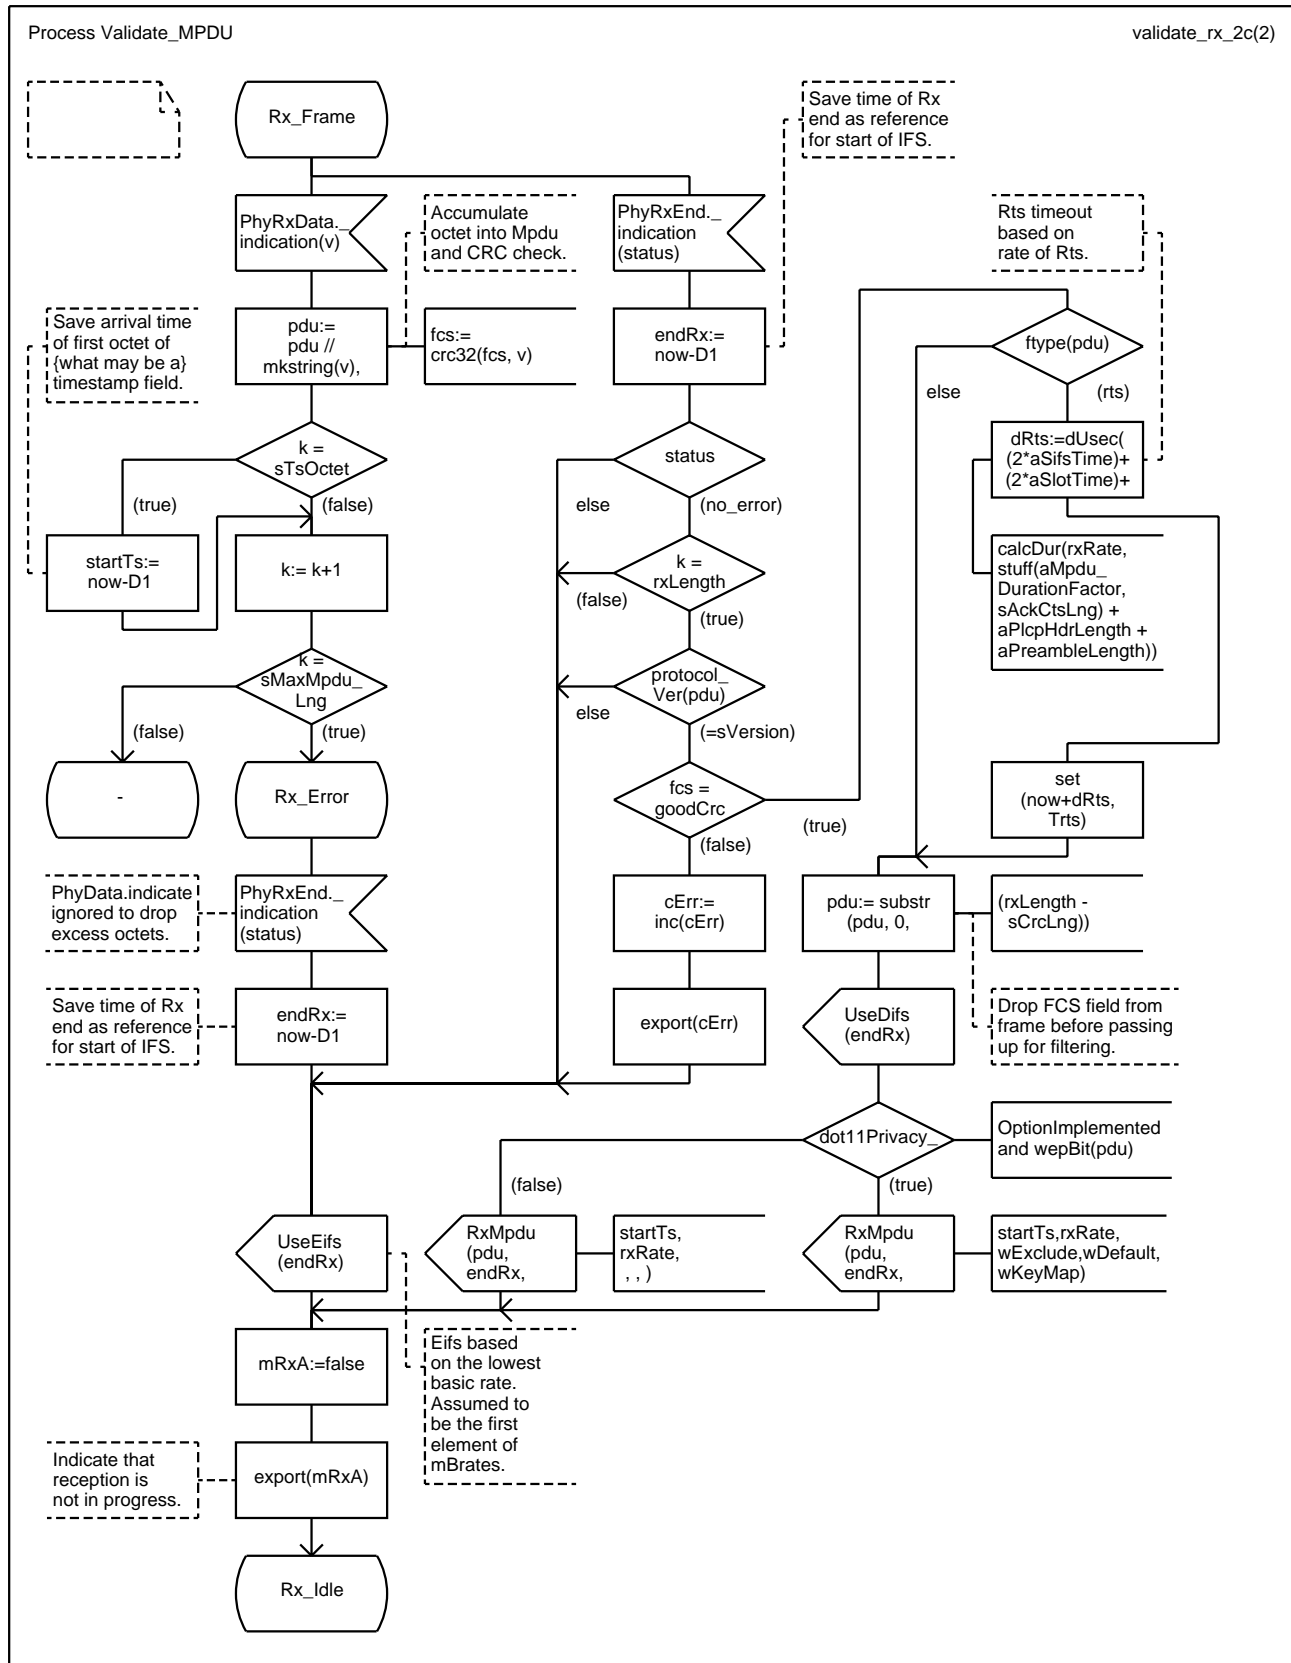 Process Validate_MPDU
validate_rx_2c(2)
Rx_Frame
Save time of Rx
end as reference
for start of IFS.
PhyRxData._
indication(v)
Accumulate
octet into Mpdu
and CRC check.
PhyRxEnd._
indication
(status)
Rts timeout
based on
rate of Rts.
Save arrival time
of first octet of
{what may be a}
timestamp field.
pdu:=
pdu //
mkstring(v),
fcs:=
crc32(fcs, v)
endRx:=
now-D1
ftype(pdu)
else
(rts)
k =
sTsOctet
(true)
(false)
status
else
(no_error)
dRts:=dUsec(
(2*aSifsTime)+
(2*aSlotTime)+
startTs:=
now-D1
k:= k+1
k =
rxLength
(false)
(true)
calcDur(rxRate,
stuff(aMpdu_
DurationFactor,
sAckCtsLng) +
aPlcpHdrLength +
aPreambleLength))
k =
sMaxMpdu_
Lng
(false)
(true)
protocol_
Ver(pdu)
else
(=sVersion)
-
Rx_Error
fcs =
goodCrc
(true)
(false)
set
(now+dRts,
Trts)
PhyData.indicate
ignored to drop
excess octets.
PhyRxEnd._
indication
(status)
cErr:=
inc(cErr)
pdu:= substr
(pdu, 0,
(rxLength -
sCrcLng))
Save time of Rx
end as reference
for start of IFS.
endRx:=
now-D1
export(cErr)
UseDifs
(endRx)
Drop FCS field from
frame before passing
up for filtering.
dot11Privacy_
OptionImplemented
and wepBit(pdu)
(false)
(true)
UseEifs
(endRx)
RxMpdu
(pdu,
endRx,
startTs,
rxRate,
, , )
RxMpdu
(pdu,
endRx,
startTs,rxRate,
wExclude,wDefault,
wKeyMap)
mRxA:=false
Eifs based
on the lowest
basic rate.
Assumed to
be the first
element of
mBrates.
Indicate that
reception is
not in progress.
export(mRxA)
Rx_Idle